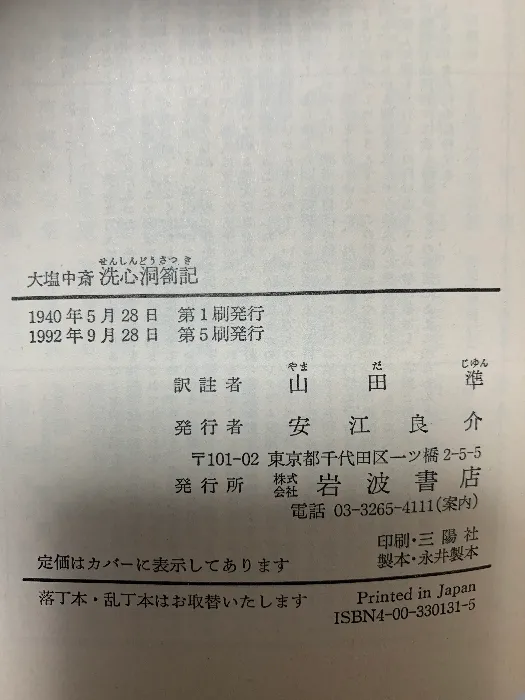 せんしんどうさつき
大塩中斎 洗心洞箚記
1940年5月28日 第1刷発行
1992年9月28日 第5刷発行
やま だ じゅん
訳註者 山田準
発行者 安江良介
〒101-02 東京都千代田区一ツ橋2-5-5
発行所 株式会社 岩波書店
電話 03-3265-4111(案内)
印刷・三陽社
製本・永井製本
定価はカバーに表示してあります
落丁本・乱丁本はお取替いたします
Printed in Japan
ISBN4-00-330131-5